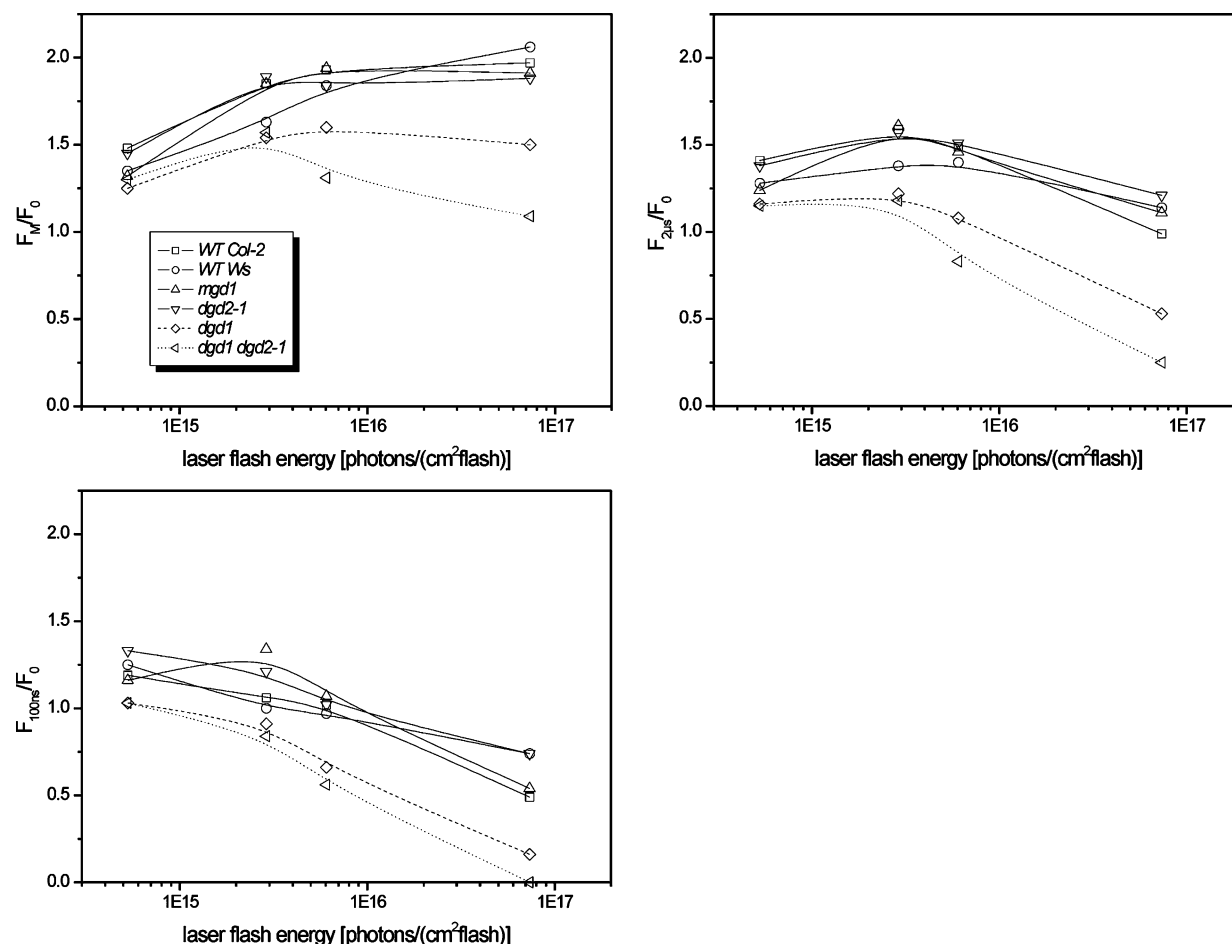 2.0
1.5
1.0
0.5
0.0
F_M/F_0
WT Col-2
WT Ws
mgd1
dgd2-1
dgd1
dgd1 dgd2-1
1E15 1E16 1E17
laser flash energy [photons/(cm²flash)]
2.0
1.5
1.0
0.5
0.0
F_2μs/F_0
1E15 1E16 1E17
laser flash energy [photons/(cm²flash)]
2.0
1.5
1.0
0.5
0.0
F_100ns/F_0
1E15 1E16 1E17
laser flash energy [photons/(cm²flash)]